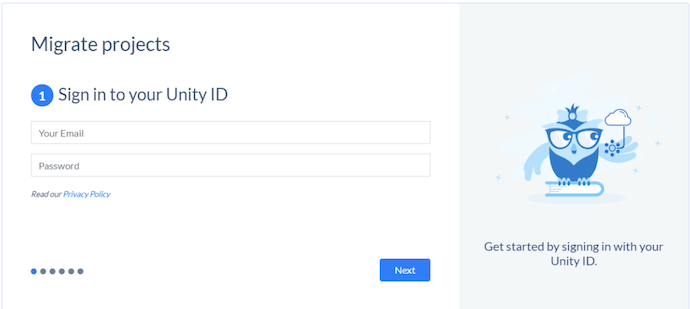 Migrate projects
1 Sign in to your Unity ID
Your Email
Password
Read our Privacy Policy
Next
Get started by signing in with your
Unity ID.